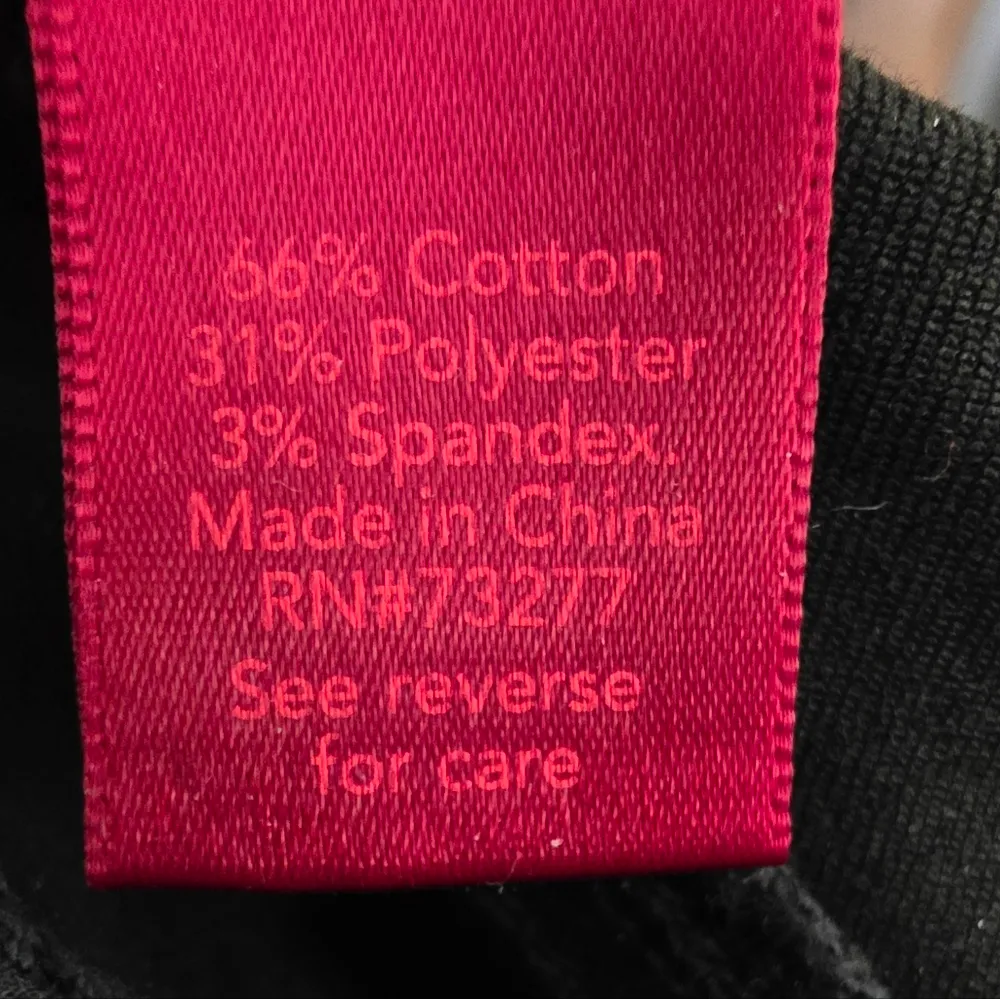 66% Cotton
31% Polyester
3% Spandex.
Made in China
RN#73277
See reverse
for care